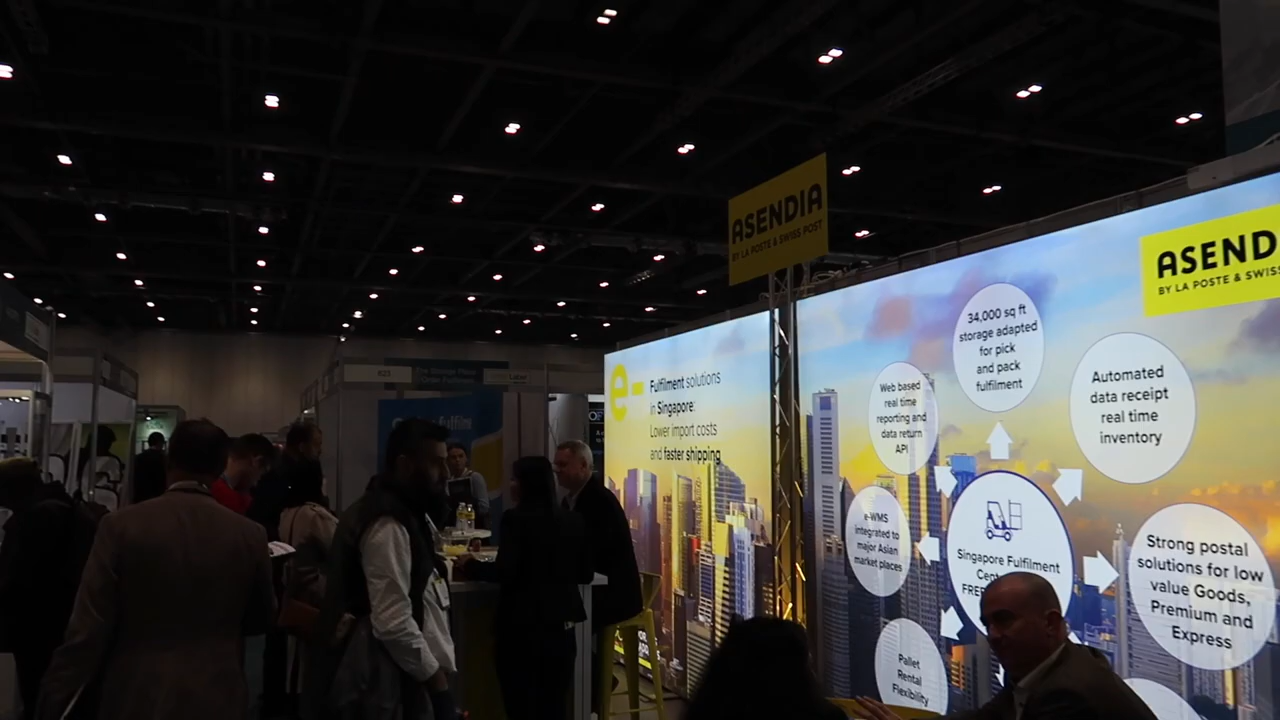 ASENDIA
BY LA POSTE & SWISS POST
ASEND
BY LA POSTE & SWISS
e-
Fulfilment solutions
in Singapore:
Lower import costs
and faster shipping
34,000 sq ft
storage adapted
for pick
and pack
fulfilment
Web based
real time
reporting and
data return
API
Automated
data receipt
real time
inventory
e-WMS
integrated to
major Asian
market places
Singapore Fulfilment
Strong postal
solutions for low
value Goods,
Premium and
Express
Pallet
Rental
Flexibility